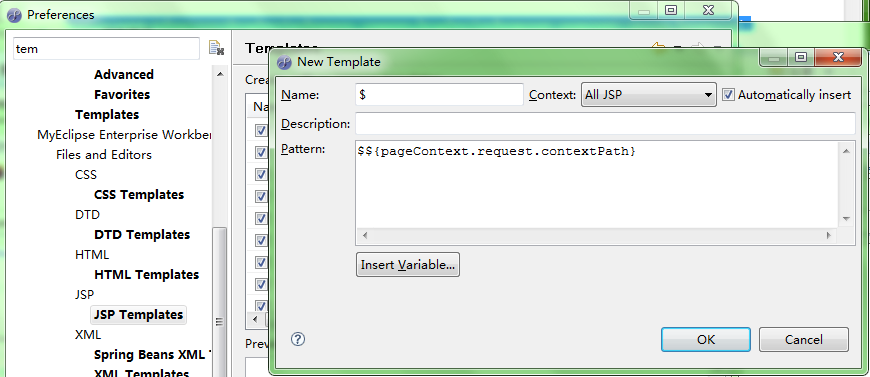 Preferences
tem
Advanced
Favorites
Templates
MyEclipse Enterprise Workben
Files and Editors
CSS
CSS Templates
DTD
DTD Templates
HTML
HTML Templates
JSP
JSP Templates
XML
Spring Beans XML
XML Templates
Templates
Crea
Na
Prev
New Template
Name: $ Context: All JSP Automatically insert
Description:
Pattern: $${pageContext.request.contextPath}
Insert Variable...
? OK Cancel